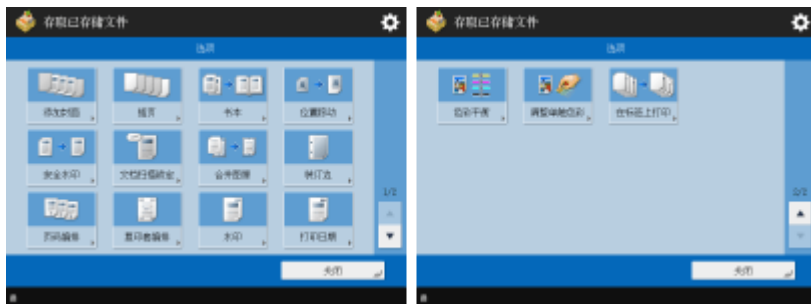 存取已存储文件
选项
添加封面
插页
书本
位置移动
安全水印
文档扫描锁定
合并图像
装订边
页码编排
复印套编排
水印
打印日期
1/2
关闭
存取已存储文件
选项
色彩平衡
调整单触色彩
在标签上打印
2/2
关闭